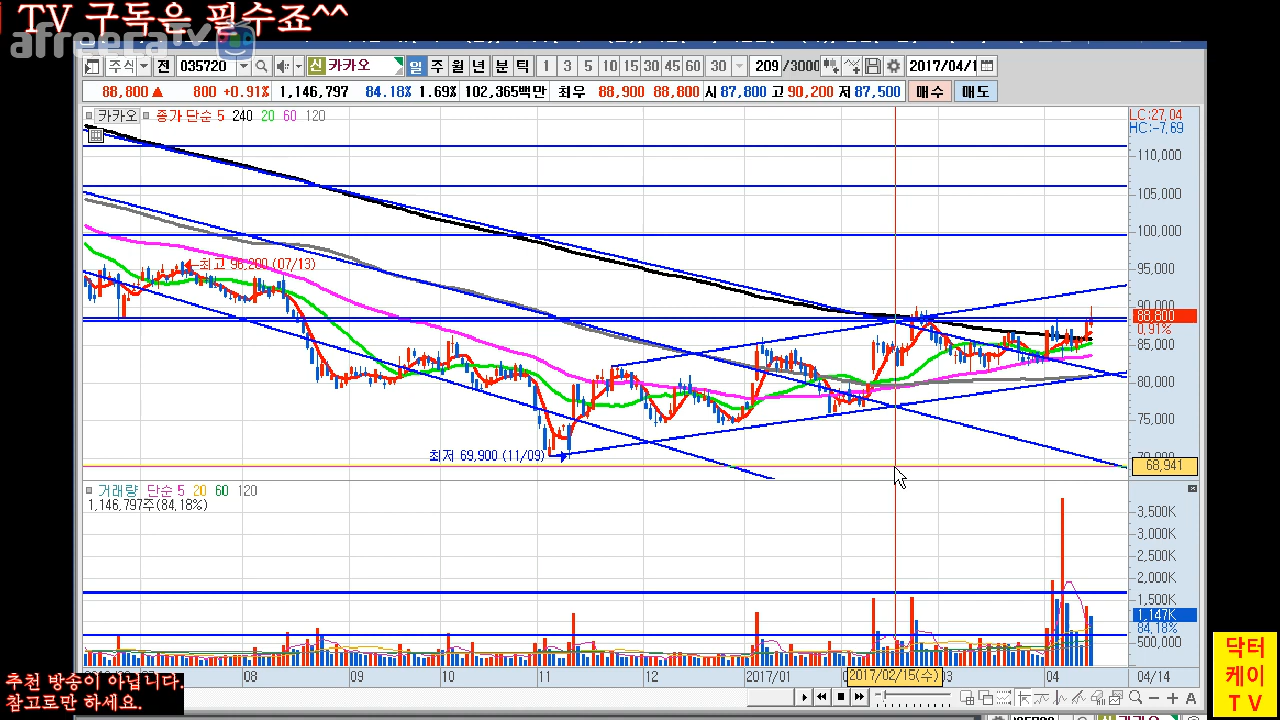 TV 구독은 필수죠^^
afreecaTV
주식 전 035720 신 카카오 일 주 월 년 분 틱 1 3 5 10 15 30 45 60 30 209 /3000 2017/04/1
88,800 ▲ 800 +0.91% 1,146,797 84.18% 1.69% 102,365백만 최우 88,900 88,800 시 87,800 고 90,200 저 87,500 매수 매도
카카오 종가 단순 5 240 20 60 120
LC:27.04
HC:-7.69
110,000
105,000
100,000
95,000
최고 96,200 (07/13)
90,000
88,800
0.91%
85,000
80,000
75,000
최저 69,900 (11/09)
70,000
68,941
거래량 단순 5 20 60 120
1,146,797주(84.18%)
3,500K
3,000K
2,500K
2,000K
1,500K
1,147K
84.18%
500,000
08 09 10 11 12 2017/01 2017/02/15(수) 03 04 04/14
추천 방송이 아닙니다.
참고로만 하세요.
닥터
케이
T V